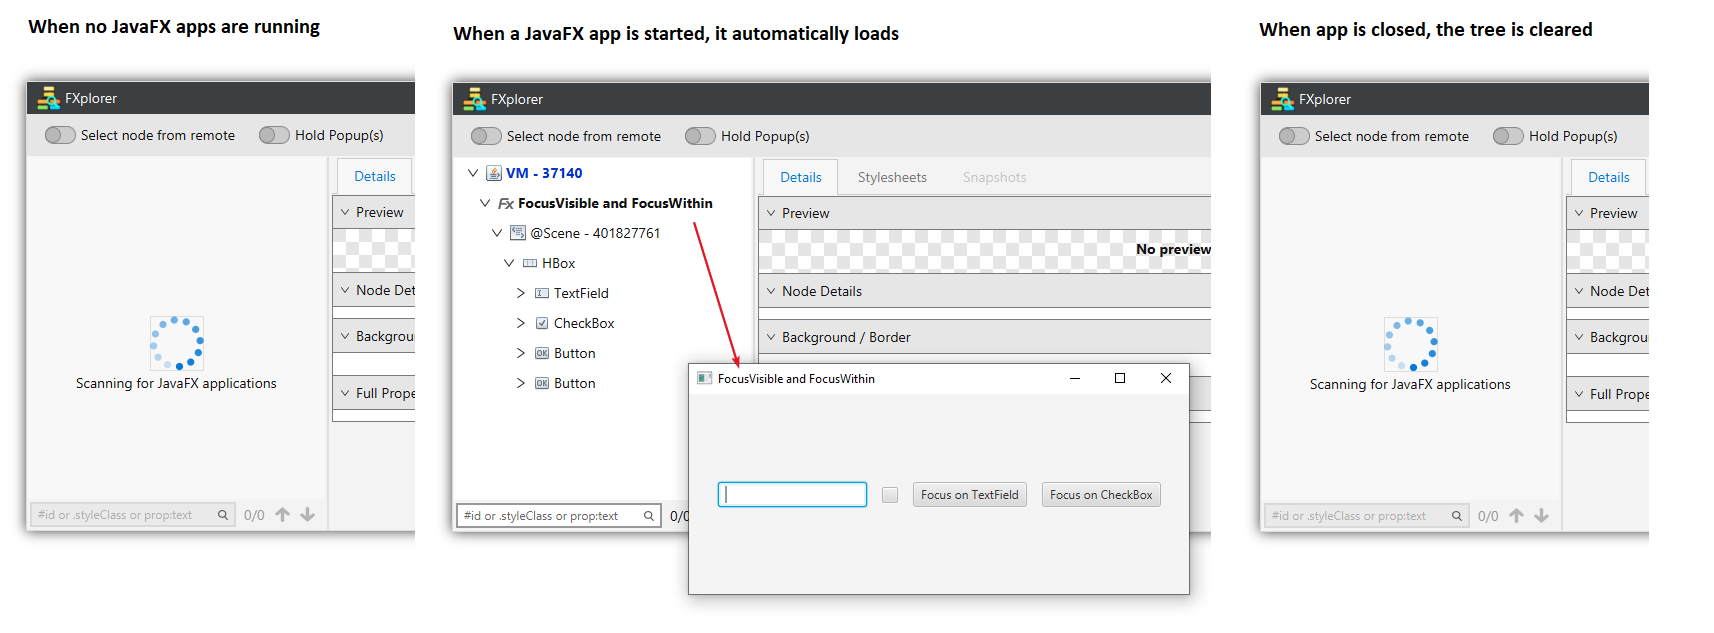 When no JavaFX apps are running
FXplorer
Select node from remote
Hold Popup(s)
Details
Preview
Node Det
Backgrou
Full Prope
Scanning for JavaFX applications
#id or .styleClass or prop:text
0/0
When a JavaFX app is started, it automatically loads
FXplorer
Select node from remote
Hold Popup(s)
VM - 37140
Fx FocusVisible and FocusWithin
@Scene - 401827761
HBox
TextField
CheckBox
OK Button
OK Button
#id or .styleClass or prop:text
0/0
Details
Stylesheets
Snapshots
Preview
No preview
Node Details
Background / Border
FocusVisible and FocusWithin
Focus on TextField
Focus on CheckBox
When app is closed, the tree is cleared
FXplorer
Select node from remote
Hold Popup(s)
Details
Preview
Node Det
Backgrou
Full Prope
Scanning for JavaFX applications
#id or .styleClass or prop:text
0/0